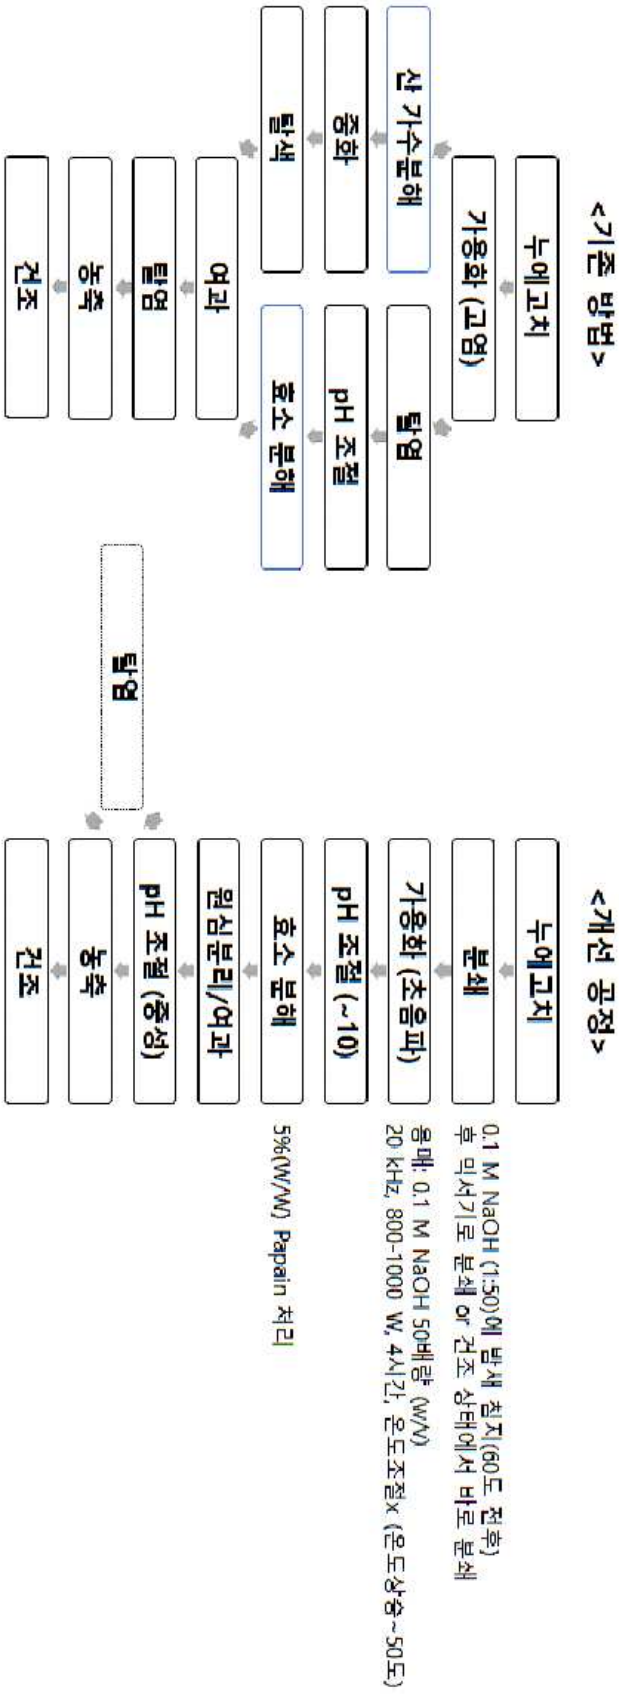 <기존 방법>
누에고치
가용화 (고염)
산 가수분해
중화
탈색
탈염
pH 조절
효소 분해
여과
탈염
농축
건조
<개선 공정>
누에고치
분쇄
0.1 M NaOH (1:50)에 밤새 침지(60도 전후)
후 믹서기로 분쇄 or 건조 상태에서 바로 분쇄
가용화 (초음파)
용매: 0.1 M NaOH 50배량 (W/V)
20 kHz, 800-1000 W, 4시간, 온도조절x (온도상승~50도)
pH 조절 (~10)
효소 분해
5%(W/W) Papain 처리
원심분리/여과
pH 조절 (중성)
탈염
농축
건조